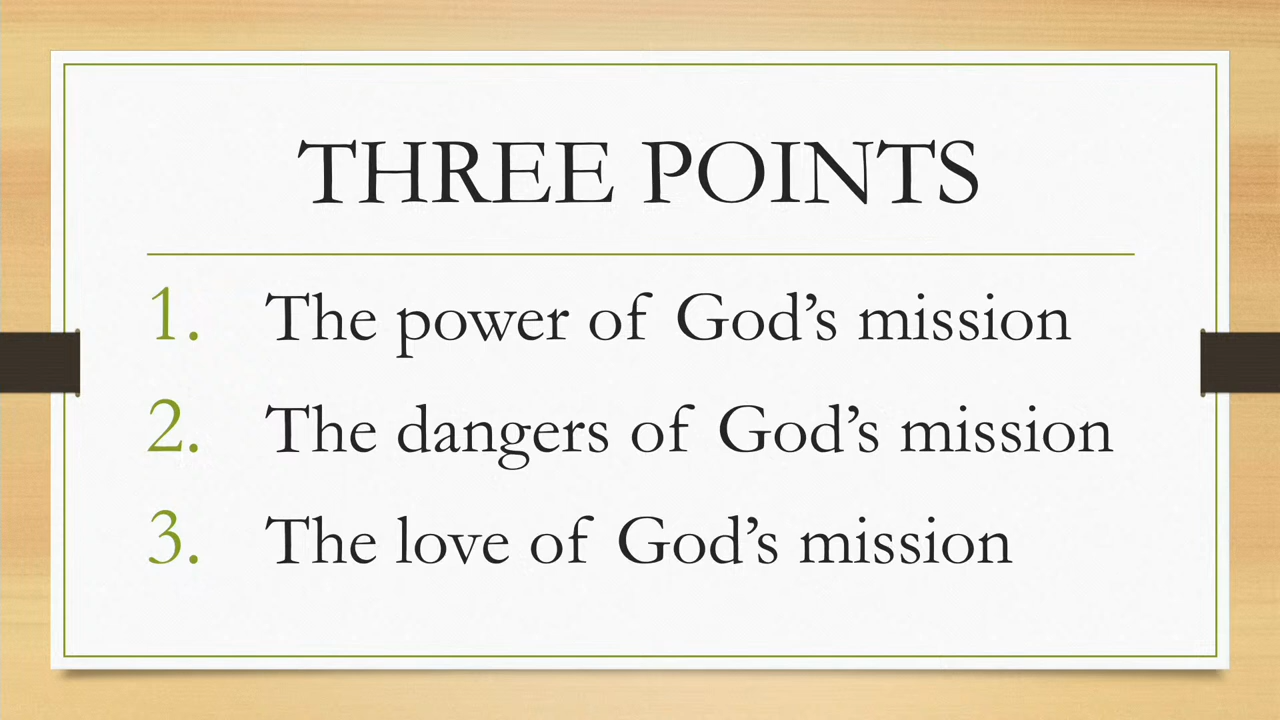 THREE POINTS
1. The power of God’s mission
2. The dangers of God’s mission
3. The love of God’s mission